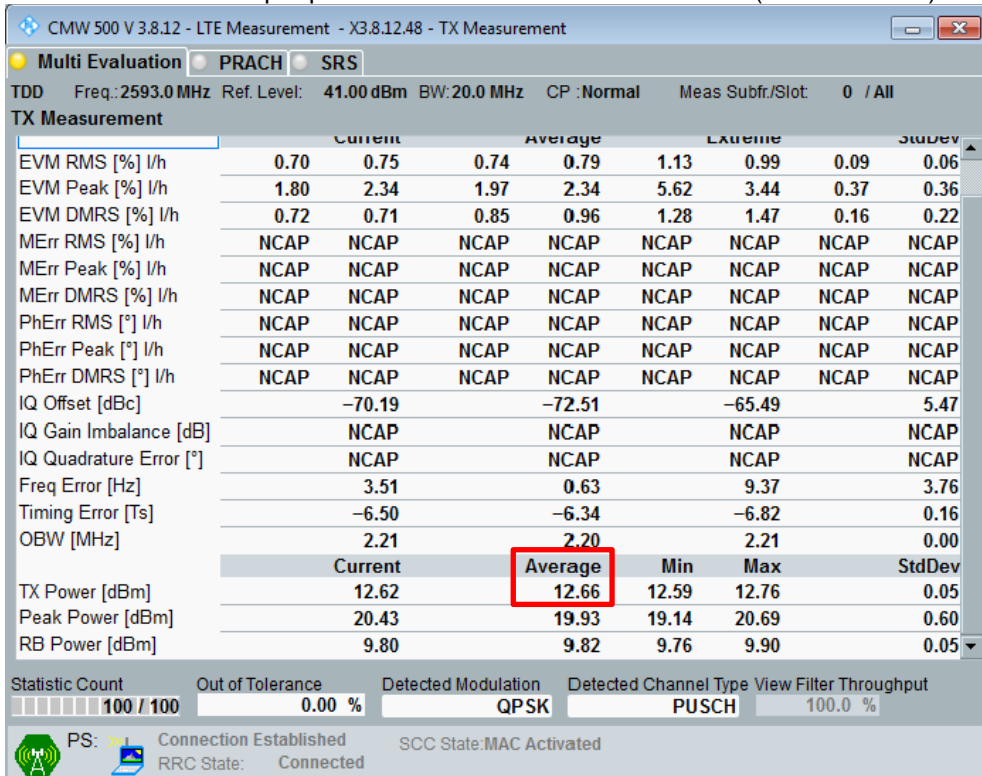 CMW 500 V 3.8.12 - LTE Measurement - X3.8.12.48 - TX Measurement
Multi Evaluation PRACH SRS
TDD Freq.: 2593.0 MHz Ref. Level: 41.00 dBm BW: 20.0 MHz CP : Normal Meas Subfr./Slot: 0 / All
TX Measurement
Current Average Extreme StdDev
EVM RMS [%] l/h 0.70 0.75 0.74 0.79 1.13 0.99 0.09 0.06
EVM Peak [%] l/h 1.80 2.34 1.97 2.34 5.62 3.44 0.37 0.36
EVM DMRS [%] l/h 0.72 0.71 0.85 0.96 1.28 1.47 0.16 0.22
MErr RMS [%] l/h NCAP NCAP NCAP NCAP NCAP NCAP NCAP NCAP
MErr Peak [%] l/h NCAP NCAP NCAP NCAP NCAP NCAP NCAP NCAP
MErr DMRS [%] l/h NCAP NCAP NCAP NCAP NCAP NCAP NCAP NCAP
PhErr RMS [°] l/h NCAP NCAP NCAP NCAP NCAP NCAP NCAP NCAP
PhErr Peak [°] l/h NCAP NCAP NCAP NCAP NCAP NCAP NCAP NCAP
PhErr DMRS [°] l/h NCAP NCAP NCAP NCAP NCAP NCAP NCAP NCAP
IQ Offset [dBc] −70.19 −72.51 −65.49 5.47
IQ Gain Imbalance [dB] NCAP NCAP NCAP NCAP
IQ Quadrature Error [°] NCAP NCAP NCAP NCAP
Freq Error [Hz] 3.51 0.63 9.37 3.76
Timing Error [Ts] −6.50 −6.34 −6.82 0.16
OBW [MHz] 2.21 2.20 2.21 0.00
Current Average Min Max StdDev
TX Power [dBm] 12.62 12.66 12.59 12.76 0.05
Peak Power [dBm] 20.43 19.93 19.14 20.69 0.60
RB Power [dBm] 9.80 9.82 9.76 9.90 0.05
Statistic Count Out of Tolerance Detected Modulation Detected Channel Type View Filter Throughput
100 / 100 0.00 % QPSK PUSCH 100.0 %
PS: Connection Established SCC State: MAC Activated
RRC State: Connected